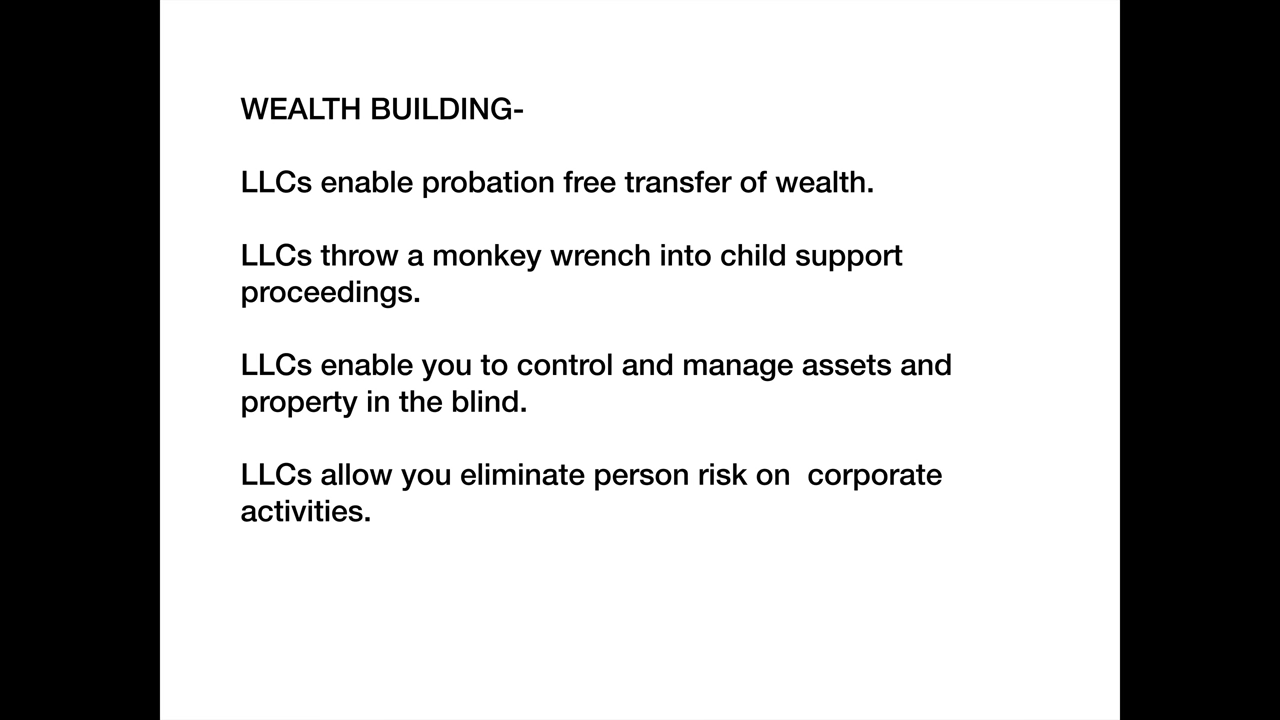 WEALTH BUILDING-
LLCs enable probation free transfer of wealth.
LLCs throw a monkey wrench into child support
proceedings.
LLCs enable you to control and manage assets and
property in the blind.
LLCs allow you eliminate person risk on  corporate
activities.